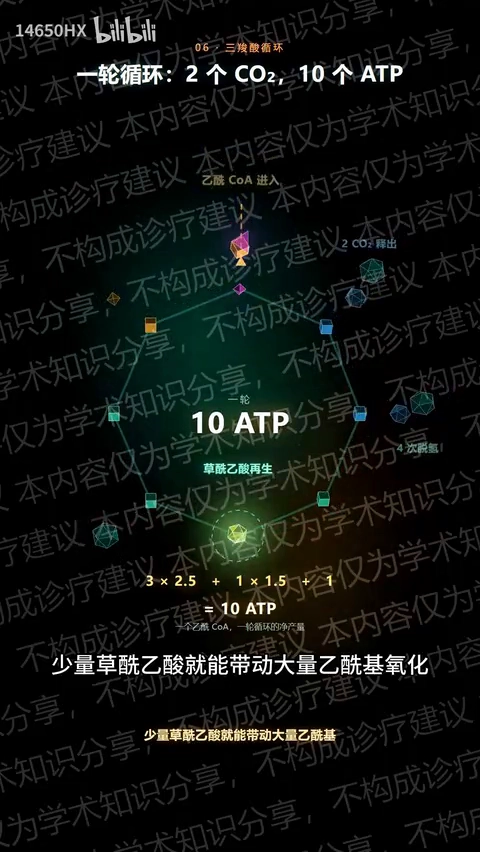 14650HX bilibili
06 · 三羧酸循环
一轮循环：2 个 CO₂，10 个 ATP
乙酰 CoA 进入
2 CO₂ 释出
一轮
10 ATP
4 次脱氢
草酰乙酸再生
3 × 2.5 + 1 × 1.5 + 1
= 10 ATP
一个乙酰 CoA，一轮循环的净产量
少量草酰乙酸就能带动大量乙酰基氧化
少量草酰乙酸就能带动大量乙酰基
本内容仅为学术知识分享，不构成诊疗建议